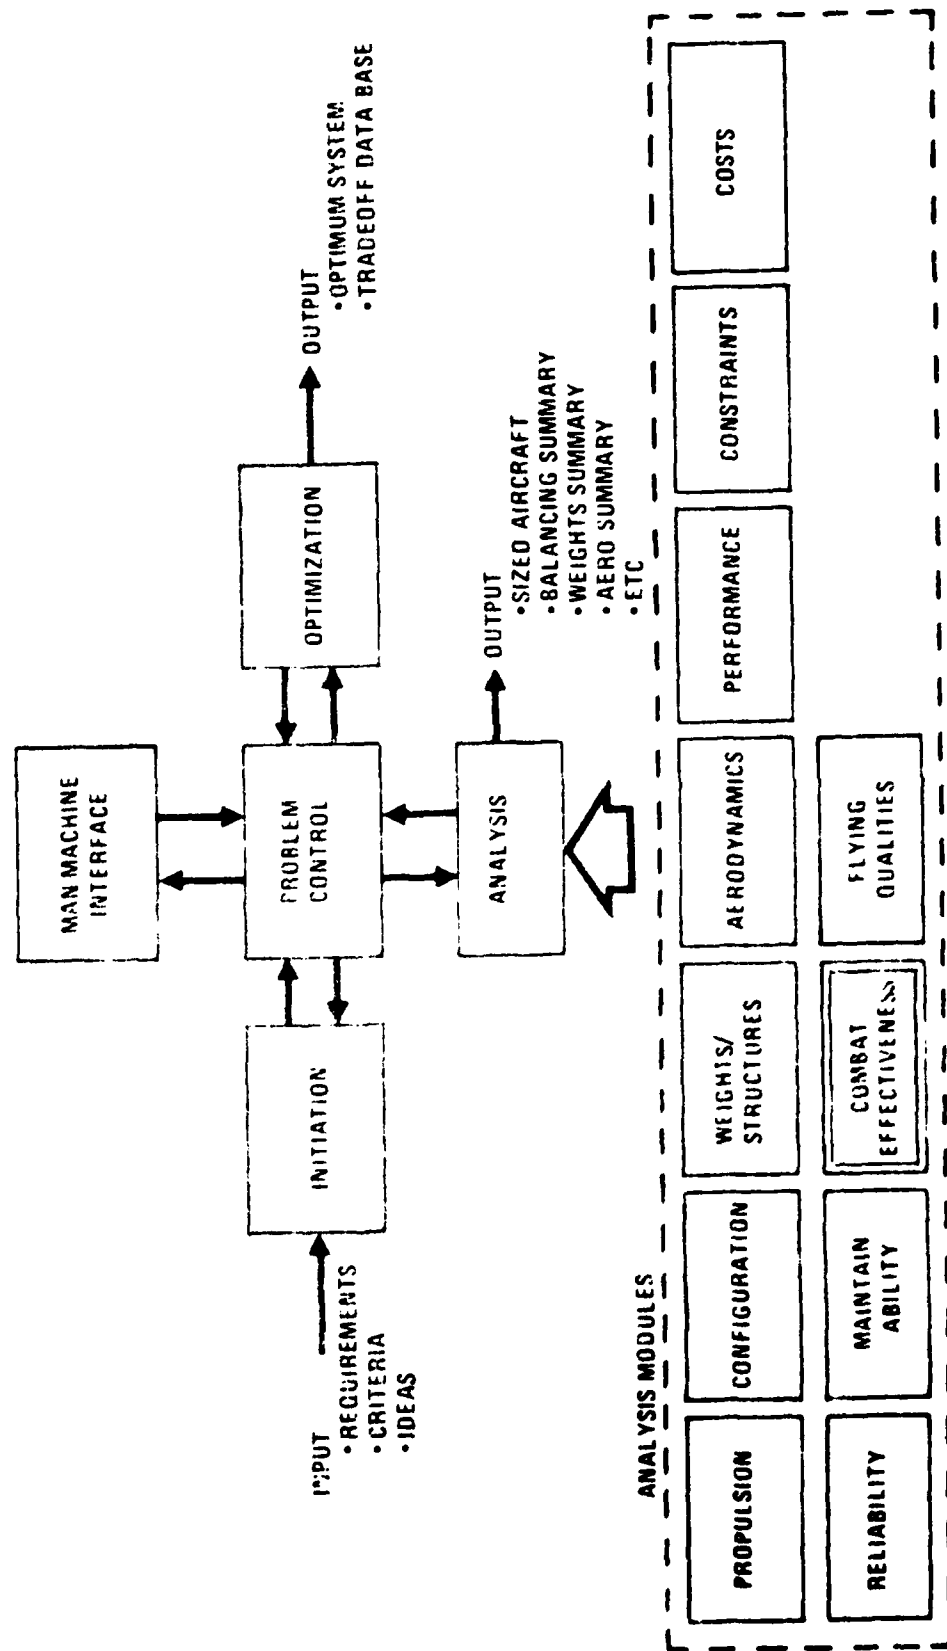 MAN MACHINE
INTERFACE
INPUT
• REQUIREMENTS
• CRITERIA
• IDEAS
INITIATION
PROBLEM
CONTROL
OPTIMIZATION
OUTPUT
• OPTIMUM SYSTEM
• TRADEOFF DATA BASE
ANALYSIS
OUTPUT
• SIZED AIRCRAFT
• BALANCING SUMMARY
• WEIGHTS SUMMARY
• AERO SUMMARY
• ETC
ANALYSIS MODULES
PROPULSION
CONFIGURATION
WEIGHTS/
STRUCTURES
AERODYNAMICS
PERFORMANCE
CONSTRAINTS
COSTS
RELIABILITY
MAINTAIN
ABILITY
COMBAT
EFFECTIVENESS
FLYING
QUALITIES